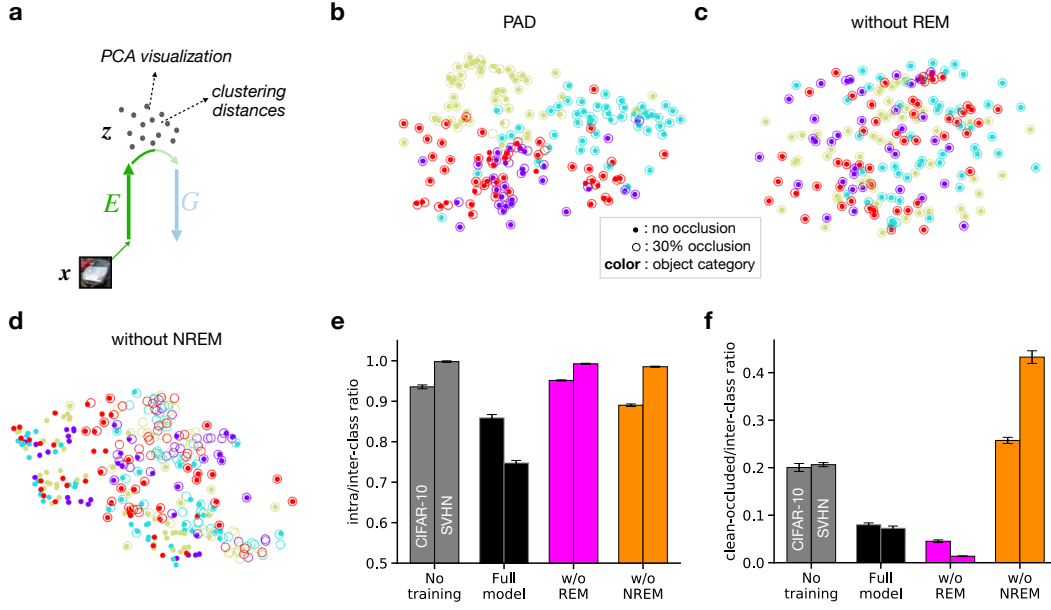 a
PCA visualization
clustering
distances
z
E
G
x
b
PAD
c
without REM
● : no occlusion
○ : 30% occlusion
color : object category
d
without NREM
e
intra/inter-class ratio
1.0
0.9
0.8
0.7
0.6
0.5
CIFAR-10
SVHN
No
training
Full
model
w/o
REM
w/o
NREM
f
clean-occluded/inter-class ratio
0.4
0.3
0.2
0.1
0.0
CIFAR-10
SVHN
No
training
Full
model
w/o
REM
w/o
NREM